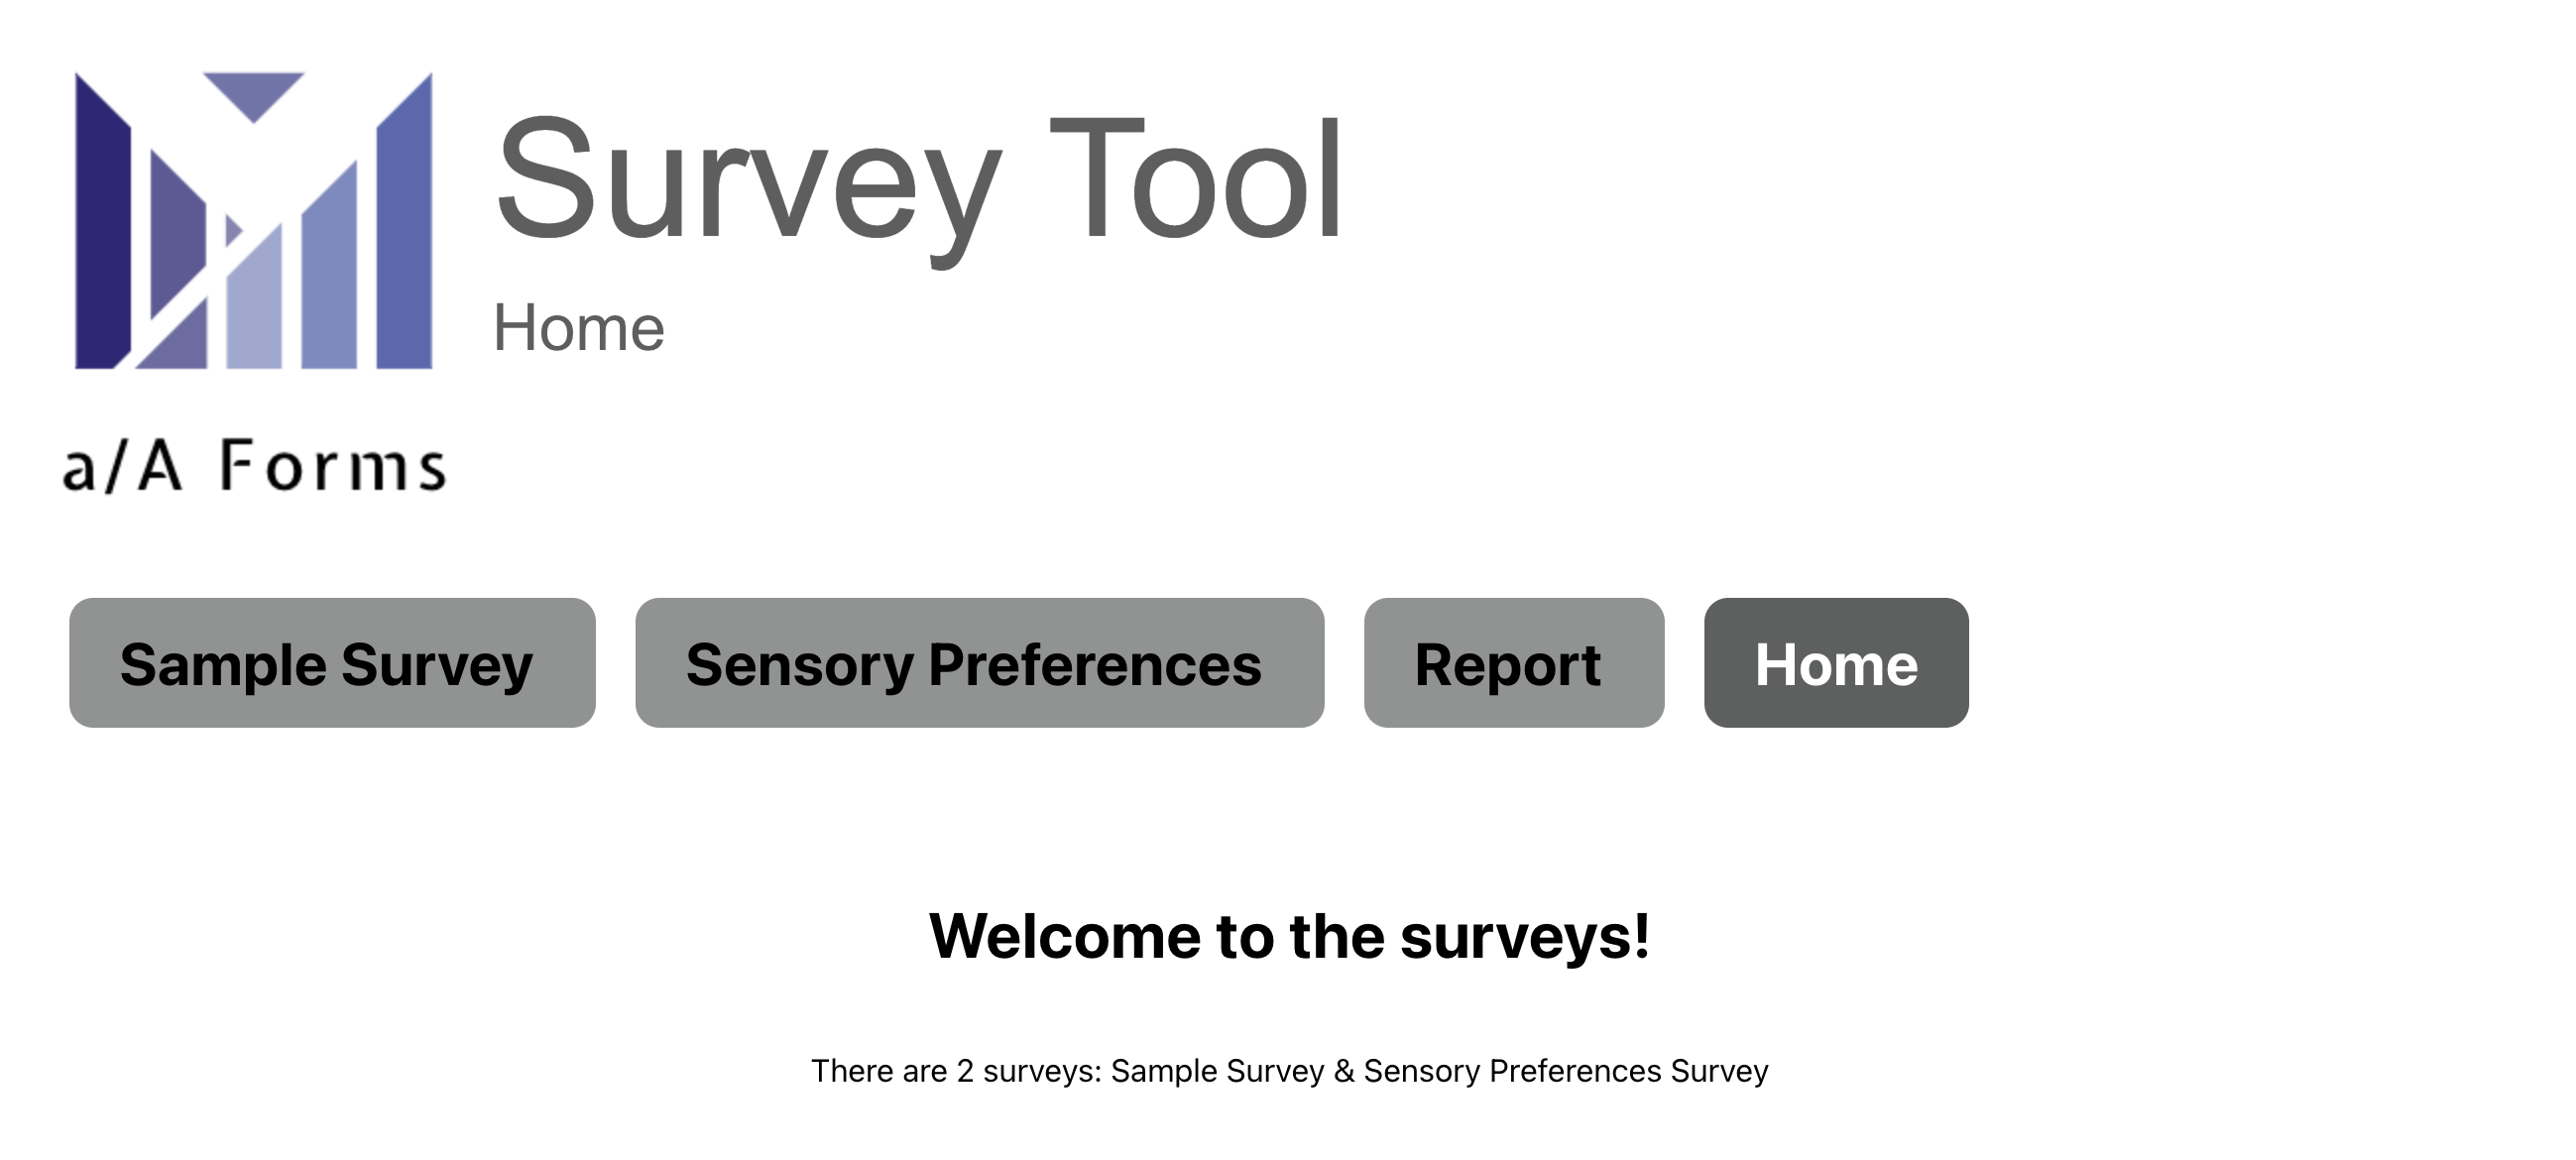 Survey Tool
Home
a/A Forms
Sample Survey
Sensory Preferences
Report
Home
Welcome to the surveys!
There are 2 surveys: Sample Survey & Sensory Preferences Survey